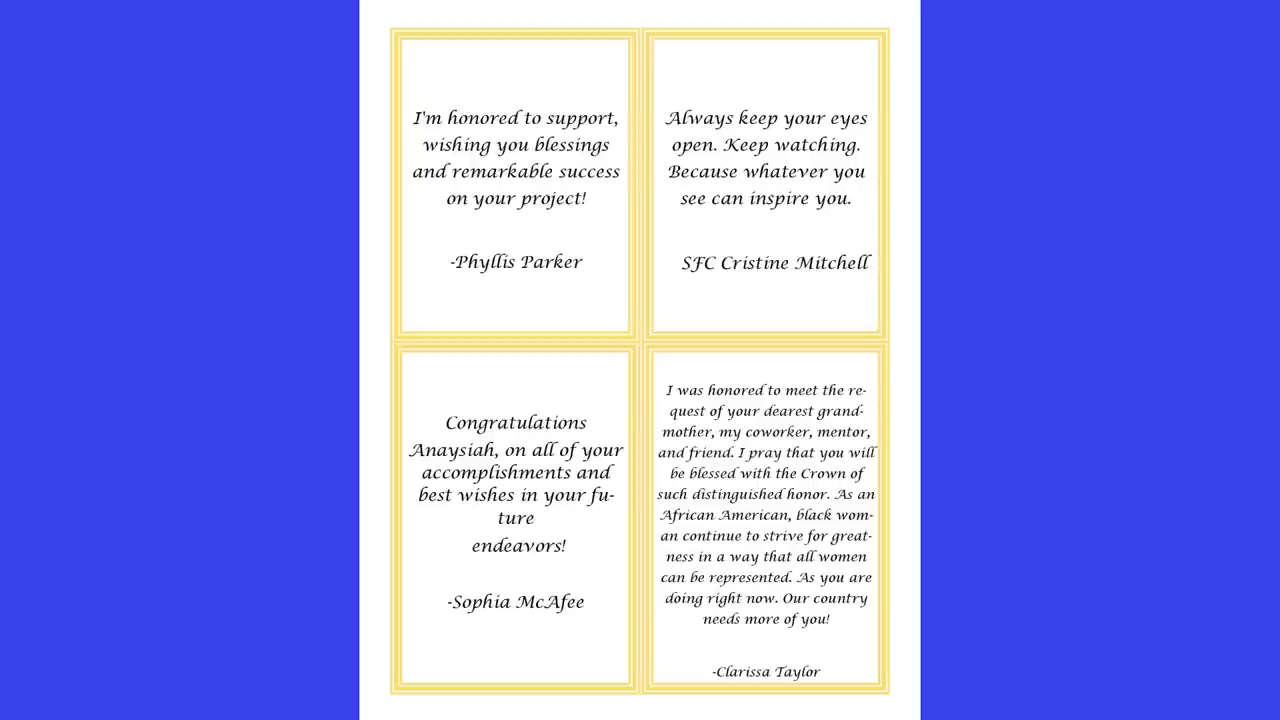 I'm honored to support,
wishing you blessings
and remarkable success
on your project!
-Phyllis Parker
Always keep your eyes
open. Keep watching.
Because whatever you
see can inspire you.
SFC Cristine Mitchell
Congratulations
Anaysiah, on all of your
accomplishments and
best wishes in your fu-
ture
endeavors!
-Sophia McAfee
I was honored to meet the re-
quest of your dearest grand-
mother, my coworker, mentor,
and friend. I pray that you will
be blessed with the Crown of
such distinguished honor. As an
African American, black wom-
an continue to strive for great-
ness in a way that all women
can be represented. As you are
doing right now. Our country
needs more of you!
-Clarissa Taylor